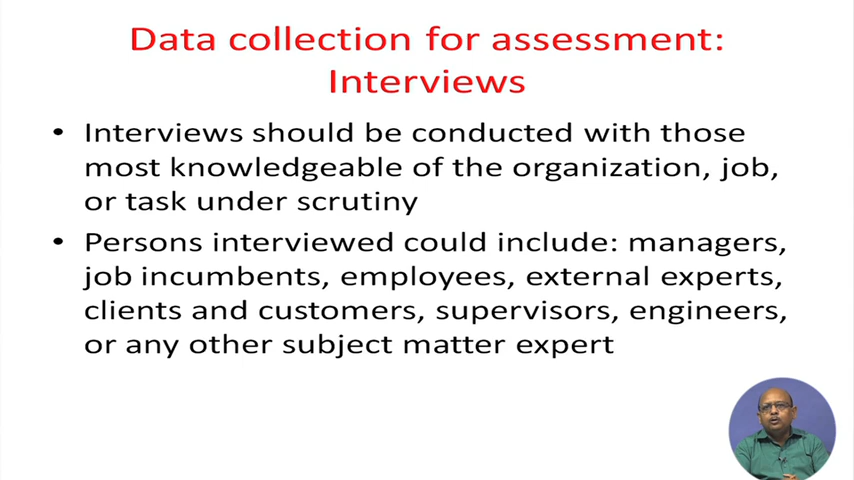 Data collection for assessment:
Interviews
• Interviews should be conducted with those
most knowledgeable of the organization, job,
or task under scrutiny
• Persons interviewed could include: managers,
job incumbents, employees, external experts,
clients and customers, supervisors, engineers,
or any other subject matter expert